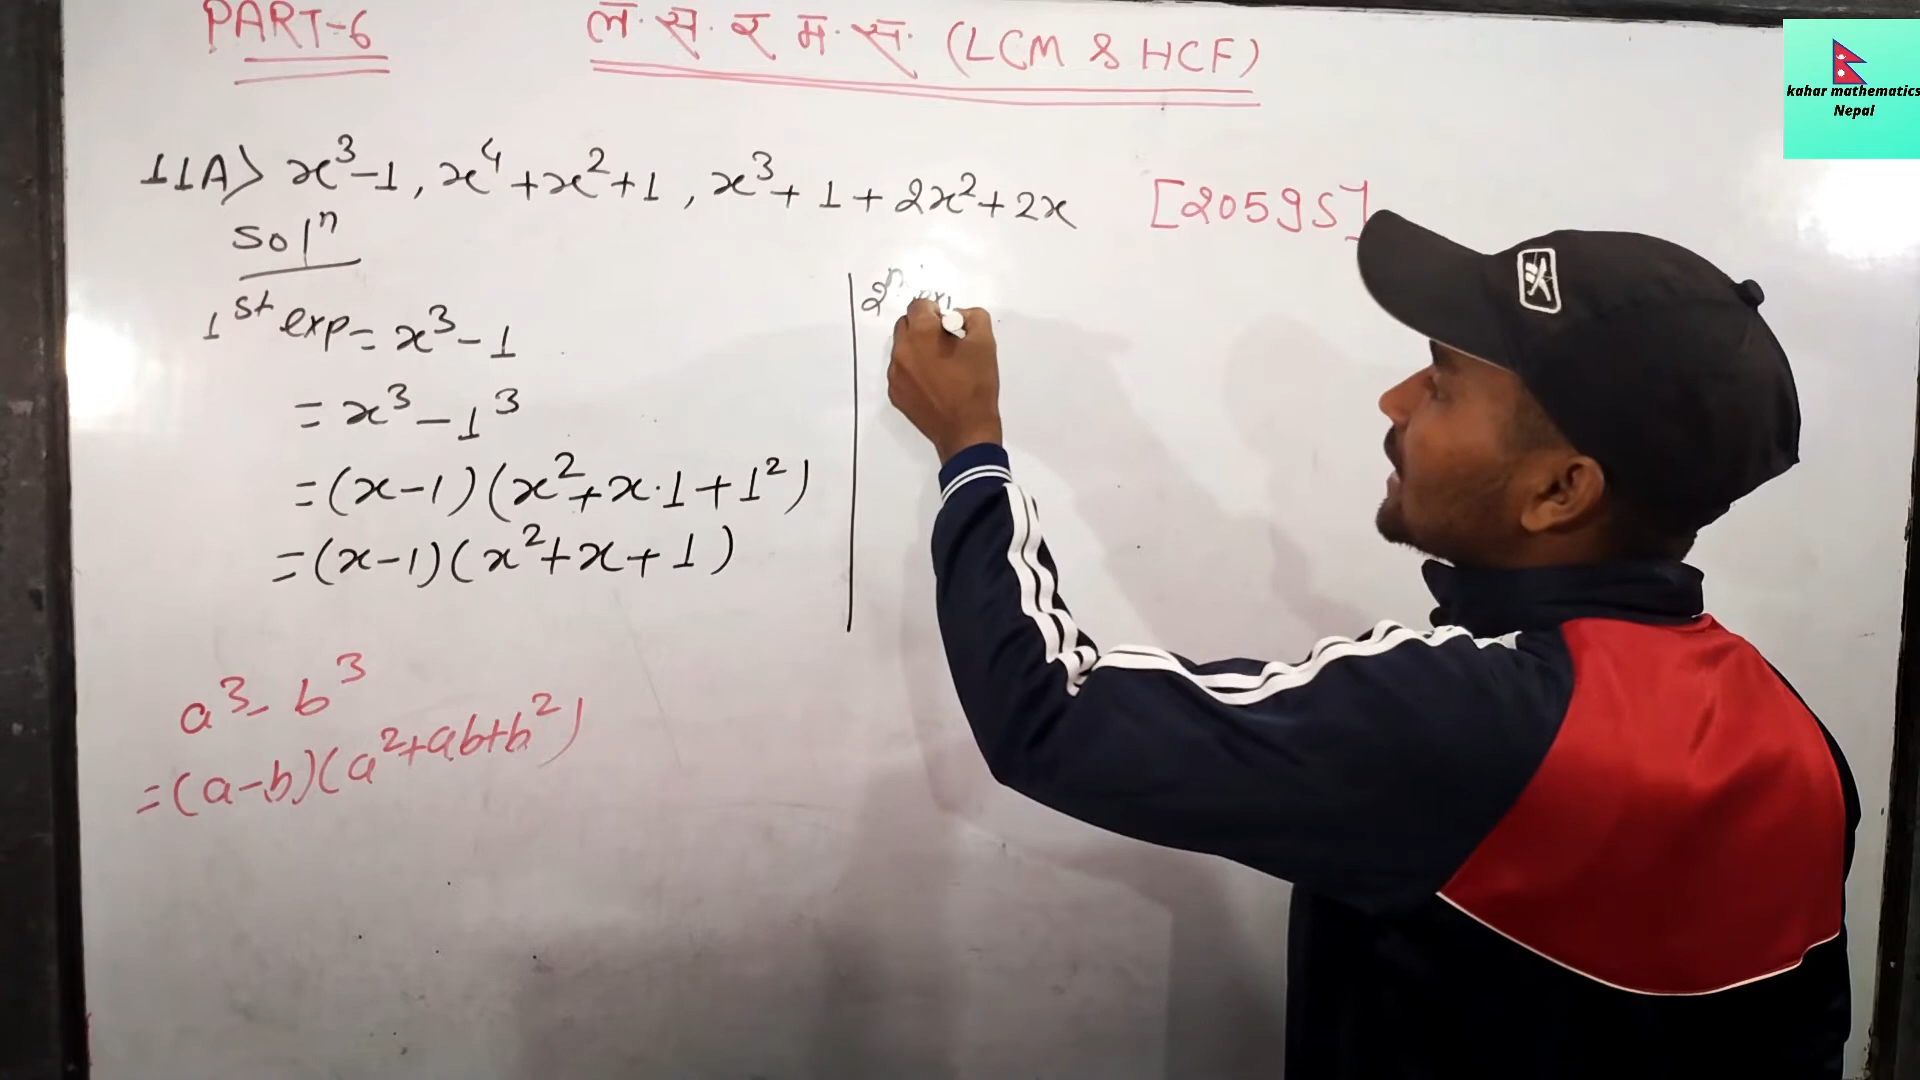 PART-6
ल.स. र म.स. (LCM & HCF)
kahar mathematics
Nepal
11A> x³-1, x⁴+x²+1, x³+1+2x²+2x [2059S]
Solⁿ
1st exp = x³-1
= x³-1³
=(x-1)(x²+x·1+1²)
=(x-1)(x²+x+1)
a³-b³
=(a-b)(a²+ab+b²)